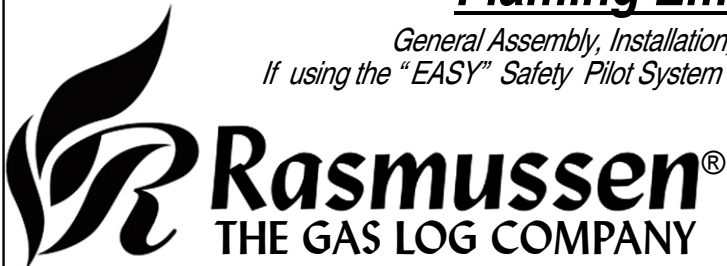 General Assembly, Installation,
If using the "EASY" Safety Pilot System
Rasmussen®
THE GAS LOG COMPANY